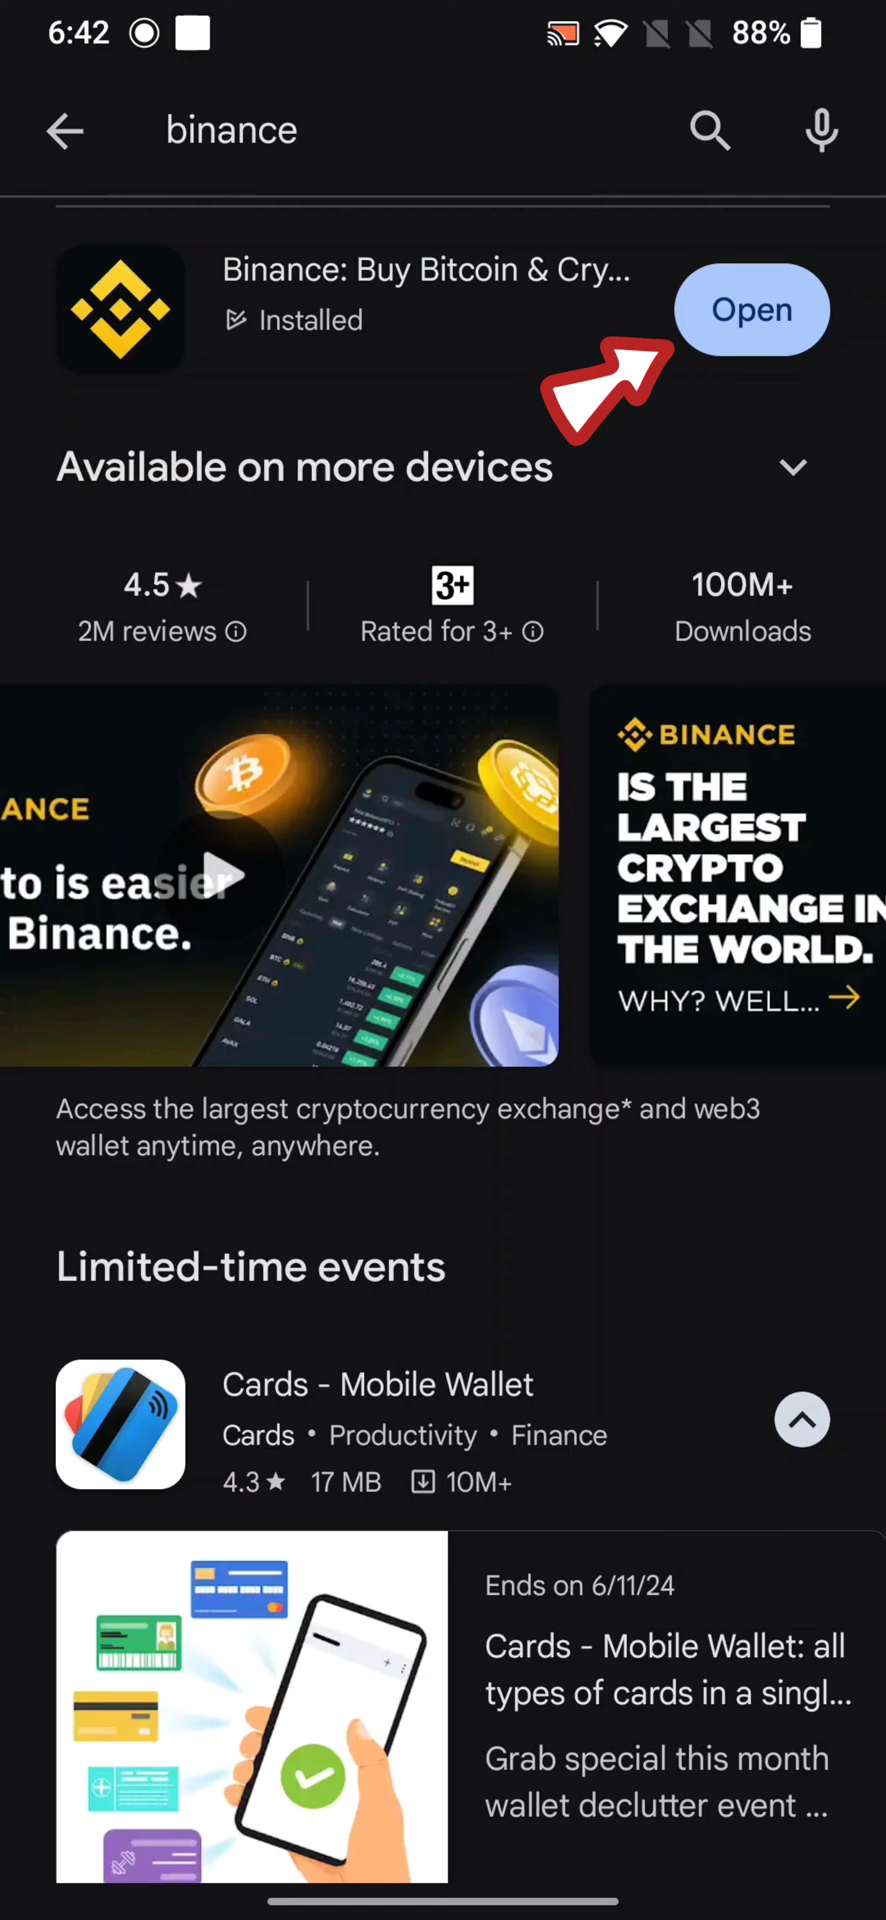 6:42
88%
binance
Binance: Buy Bitcoin & Cry...
Installed
Open
Available on more devices
4.5★
3+
100M+
2M reviews
Rated for 3+
Downloads
ANCE
to is easier
Binance.
BINANCE
IS THE
LARGEST
CRYPTO
EXCHANGE IN
THE WORLD.
WHY? WELL...
Access the largest cryptocurrency exchange* and web3
wallet anytime, anywhere.
Limited-time events
Cards - Mobile Wallet
Cards • Productivity • Finance
4.3★ 17 MB 10M+
Ends on 6/11/24
Cards - Mobile Wallet: all
types of cards in a singl...
Grab special this month
wallet declutter event ...